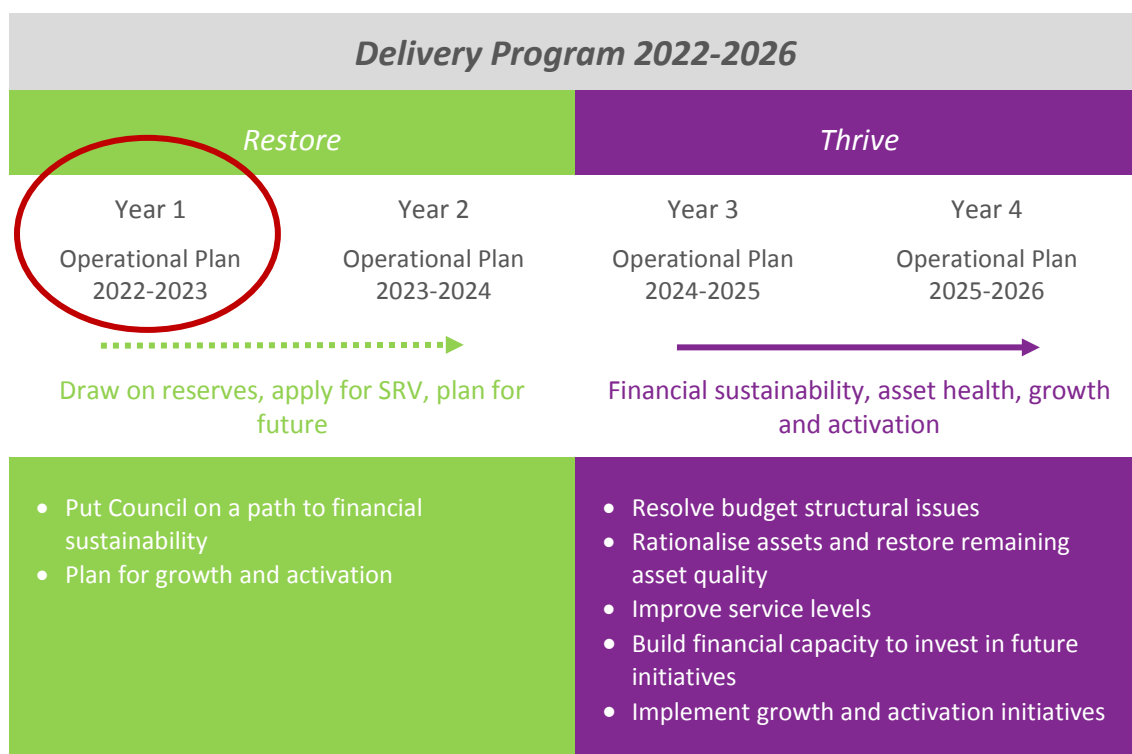 Delivery Program 2022-2026
Restore
Thrive
Year 1
Operational Plan
2022-2023
Year 2
Operational Plan
2023-2024
Year 3
Operational Plan
2024-2025
Year 4
Operational Plan
2025-2026
Draw on reserves, apply for SRV, plan for
future
Financial sustainability, asset health, growth
and activation
• Put Council on a path to financial
sustainability
• Plan for growth and activation
• Resolve budget structural issues
• Rationalise assets and restore remaining
asset quality
• Improve service levels
• Build financial capacity to invest in future
initiatives
• Implement growth and activation initiatives